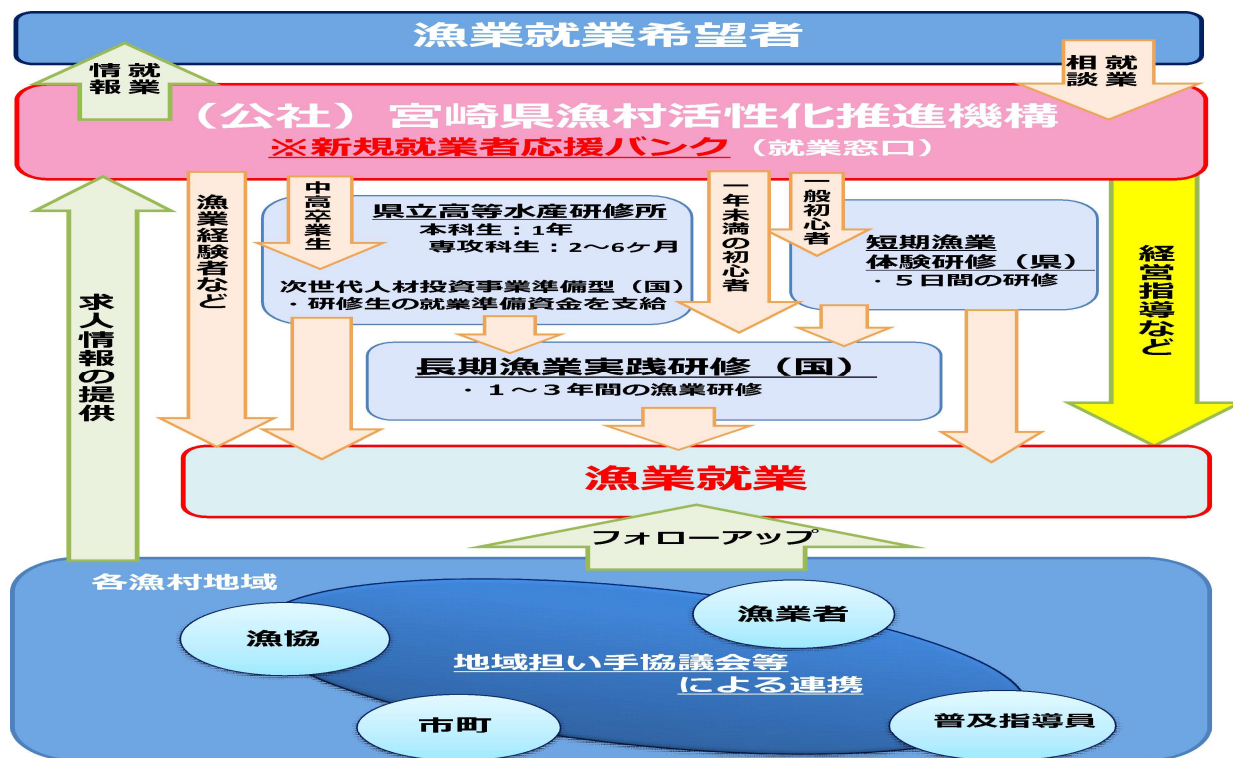 漁業就業希望者
就業
情報
就業
相談
（公社）宮崎県漁村活性化推進機構
※新規就業者応援バンク（就業窓口）
求人情報の提供
漁業経験者など
中高卒業生
県立高等水産研修所
本科生：1年
専攻科生：2～6ヶ月
次世代人材投資事業準備型（国）
・研修生の就業準備資金を支給
一年未満の初心者
一般初心者
短期漁業
体験研修（県）
・５日間の研修
経営指導など
長期漁業実践研修（国）
・１～３年間の漁業研修
漁業就業
フォローアップ
各漁村地域
漁協
漁業者
地域担い手協議会等
による連携
市町
普及指導員